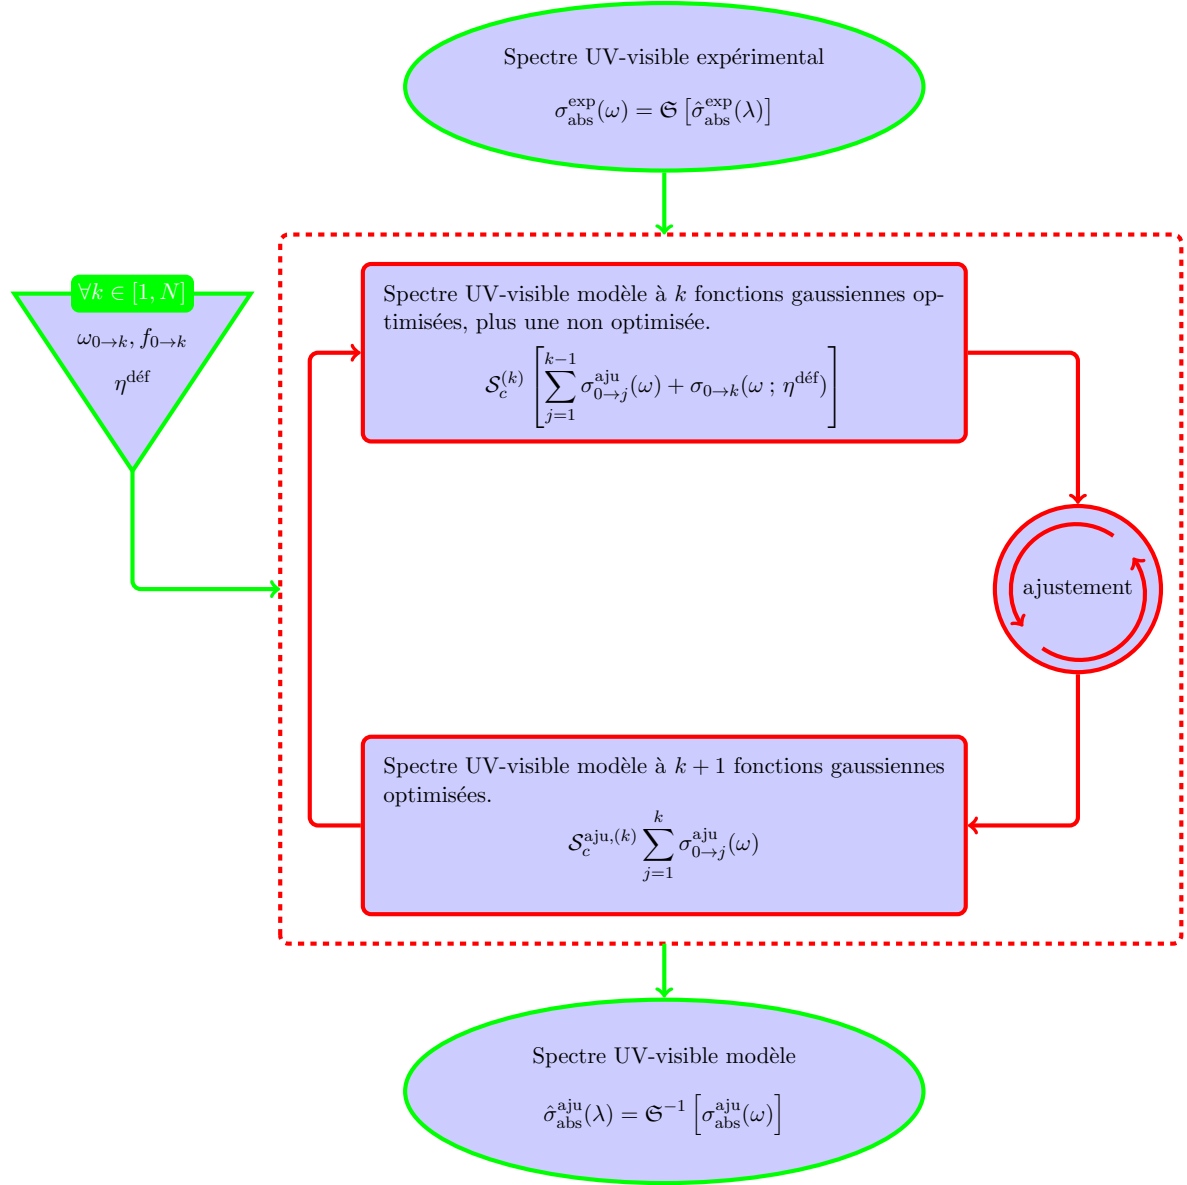 Spectre UV-visible expérimental
σ_abs^exp(ω) = 𝔖 [σ̂_abs^exp(λ)]
∀k ∈ [1, N]
ω_{0→k}, f_{0→k}
η^déf
Spectre UV-visible modèle à k fonctions gaussiennes op-
timisées, plus une non optimisée.
𝒮_c^{(k)} [∑_{j=1}^{k−1} σ_{0→j}^{aju}(ω) + σ_{0→k}(ω ; η^déf)]
ajustement
Spectre UV-visible modèle à k + 1 fonctions gaussiennes
optimisées.
𝒮_c^{aju,(k)} ∑_{j=1}^{k} σ_{0→j}^{aju}(ω)
Spectre UV-visible modèle
σ̂_abs^aju(λ) = 𝔖^{−1} [σ_abs^aju(ω)]